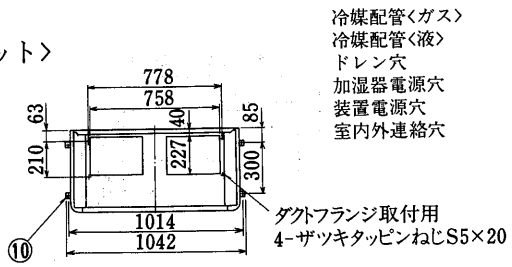 冷媒配管<ガス>
冷媒配管<液>
ドレン穴
加湿器電源穴
装置電源穴
室内外連絡穴
ット>
778
758
63
40
85
210
227
300
1014
1042
⑩
ダクトフランジ取付用
4-ザツキタッピンねじS5×20